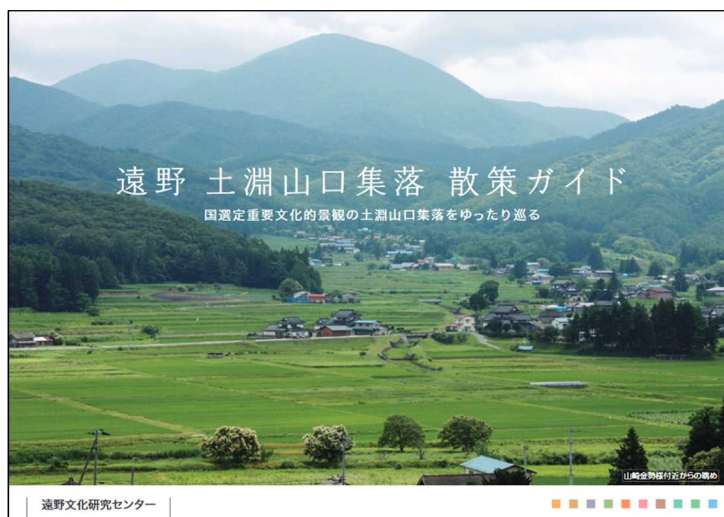 遠野 土淵山口集落 散策ガイド
国選定重要文化的景観の土淵山口集落をゆったり巡る
山崎金勢様付近からの眺め
遠野文化研究センター